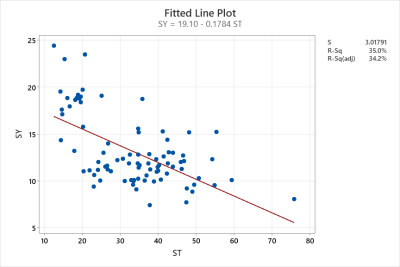 Fitted Line Plot
SY = 19.10 - 0.1784 ST
S 3.01791
R-Sq 35.0%
R-Sq(adj) 34.2%
25
20
15
10
5
SY
10 20 30 40 50 60 70 80
ST